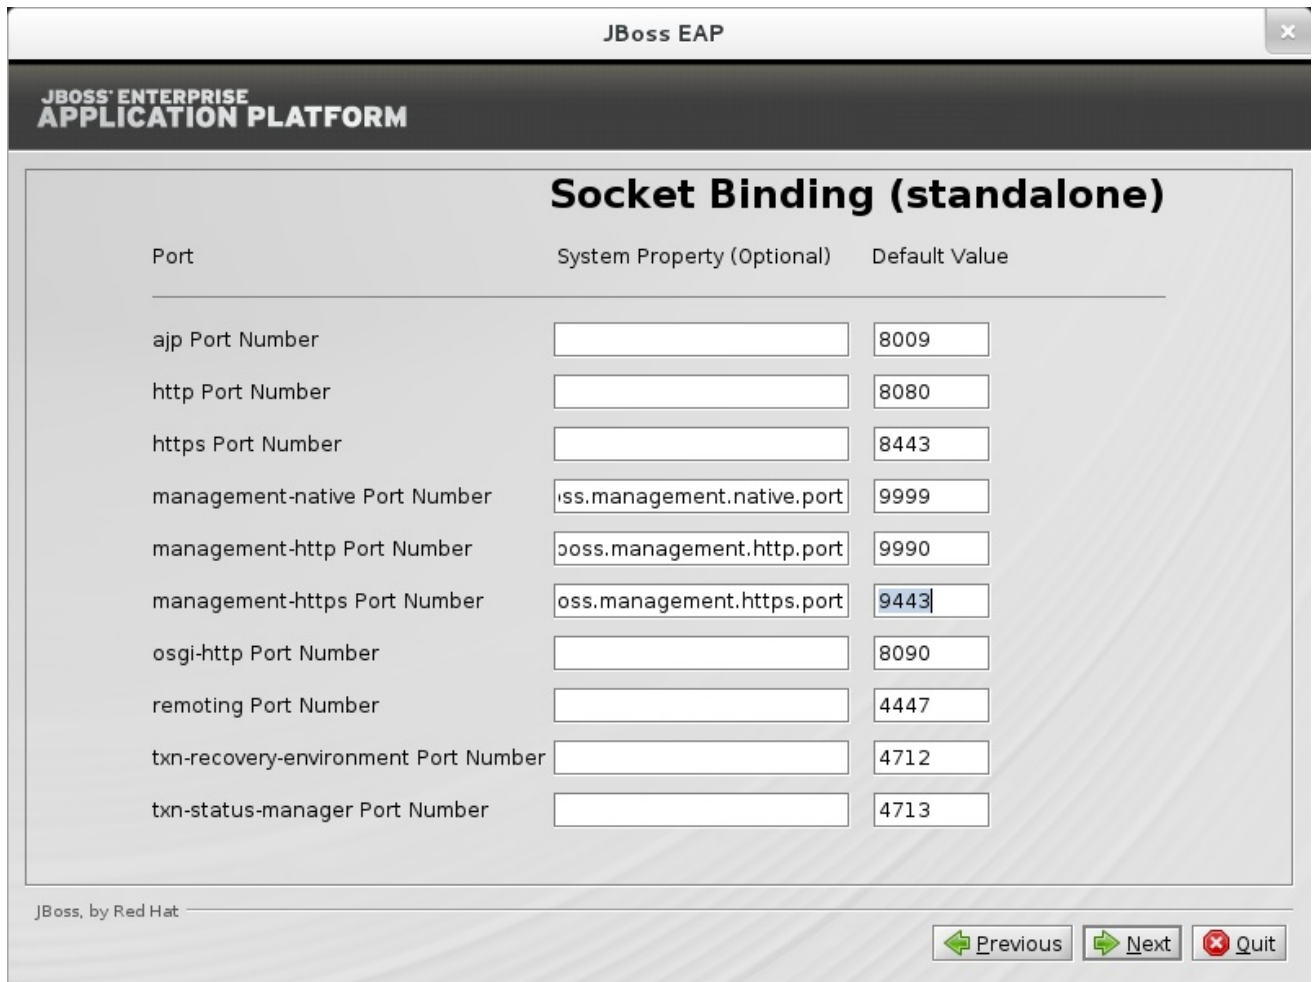 JBoss EAP
JBOSS® ENTERPRISE
APPLICATION PLATFORM
Socket Binding (standalone)
Port System Property (Optional) Default Value
ajp Port Number 8009
http Port Number 8080
https Port Number 8443
management-native Port Number ss.management.native.port 9999
management-http Port Number boss.management.http.port 9990
management-https Port Number oss.management.https.port 9443
osgi-http Port Number 8090
remoting Port Number 4447
txn-recovery-environment Port Number 4712
txn-status-manager Port Number 4713
JBoss, by Red Hat
Previous Next Quit